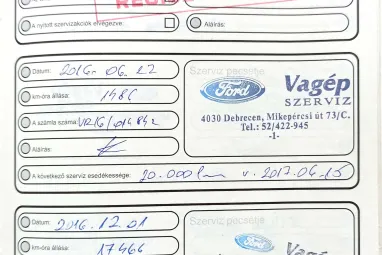 A nyitott szervizakciók elvégezve:
Aláírás:
Dátum: 2016. 06. 22
Szerviz pecsétje
km-óra állása: 1486
Ford
Vagép
SZERVIZ
A számla száma:
4030 Debrecen, Mikepércsi út 73/C.
Tel.: 52/422-945
-1-
Aláírás:
A következő szerviz esedékessége: 20.000 km v. 2017.06.15
Dátum: 2016.12.01
Szerviz pecsétje
km-óra állása: 17466
Vagép